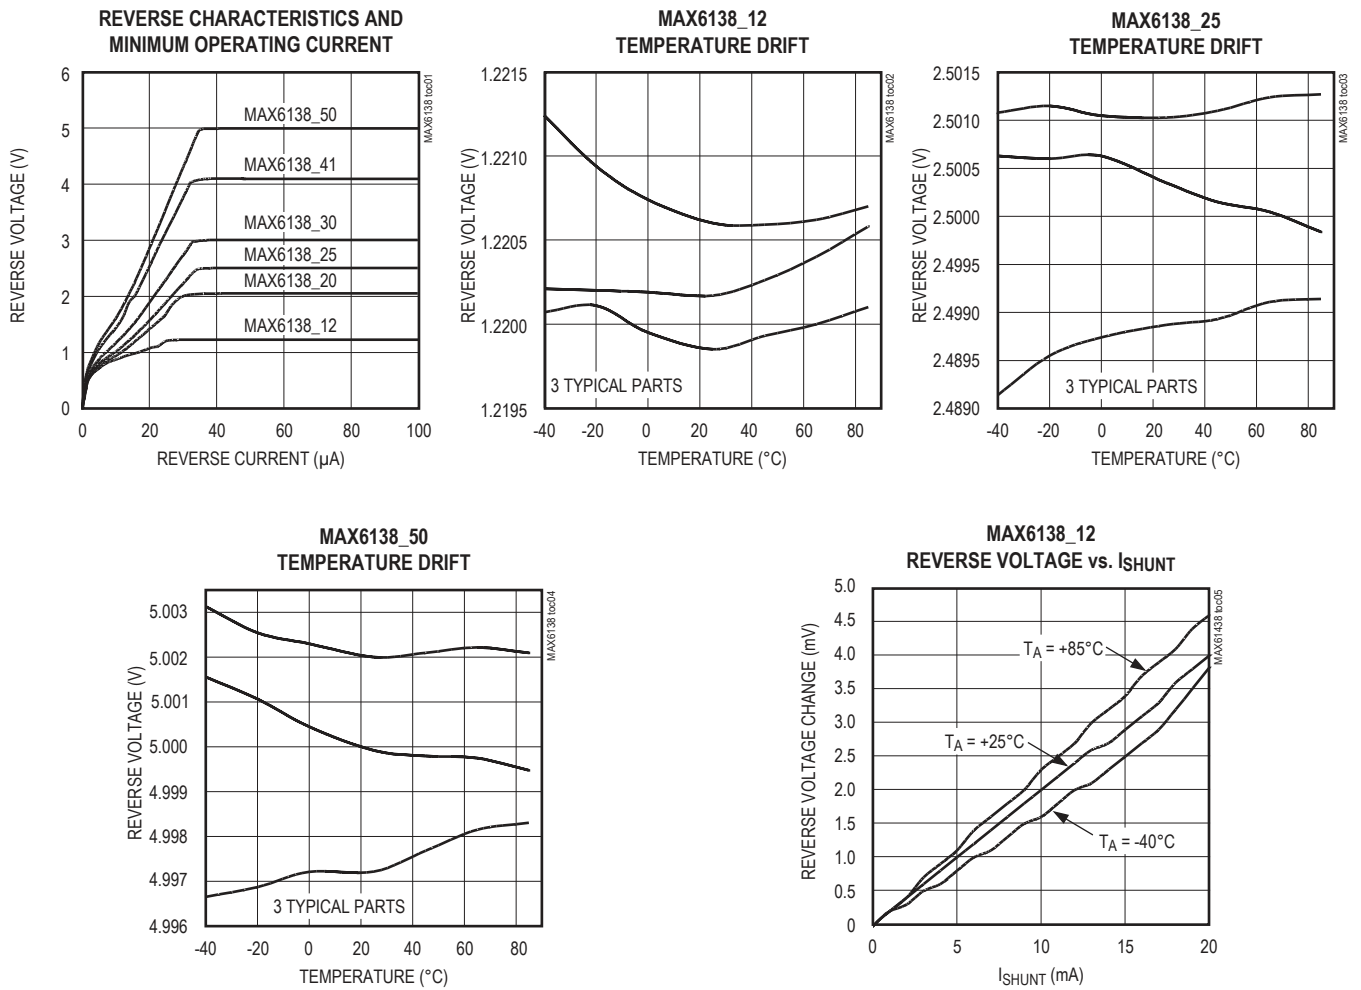 REVERSE CHARACTERISTICS AND
MINIMUM OPERATING CURRENT
REVERSE VOLTAGE (V)
6
5
4
3
2
1
0
MAX6138_50
MAX6138_41
MAX6138_30
MAX6138_25
MAX6138_20
MAX6138_12
MAX6138 toc01
0 20 40 60 80 100
REVERSE CURRENT (µA)
MAX6138_12
TEMPERATURE DRIFT
REVERSE VOLTAGE (V)
1.2215
1.2210
1.2205
1.2200
1.2195
3 TYPICAL PARTS
MAX6138 toc02
-40 -20 0 20 40 60 80
TEMPERATURE (°C)
MAX6138_25
TEMPERATURE DRIFT
REVERSE VOLTAGE (V)
2.5015
2.5010
2.5005
2.5000
2.4995
2.4990
2.4895
2.4890
3 TYPICAL PARTS
MAX6138 toc03
-40 -20 0 20 40 60 80
TEMPERATURE (°C)
MAX6138_50
TEMPERATURE DRIFT
REVERSE VOLTAGE (V)
5.003
5.002
5.001
5.000
4.999
4.998
4.997
4.996
3 TYPICAL PARTS
MAX6138 toc04
-40 -20 0 20 40 60 80
TEMPERATURE (°C)
MAX6138_12
REVERSE VOLTAGE vs. ISHUNT
REVERSE VOLTAGE CHANGE (mV)
5.0
4.5
4.0
3.5
3.0
2.5
2.0
1.5
1.0
0.5
0
TA = +85°C
TA = +25°C
TA = -40°C
MAX61438 toc05
0 5 10 15 20
ISHUNT (mA)